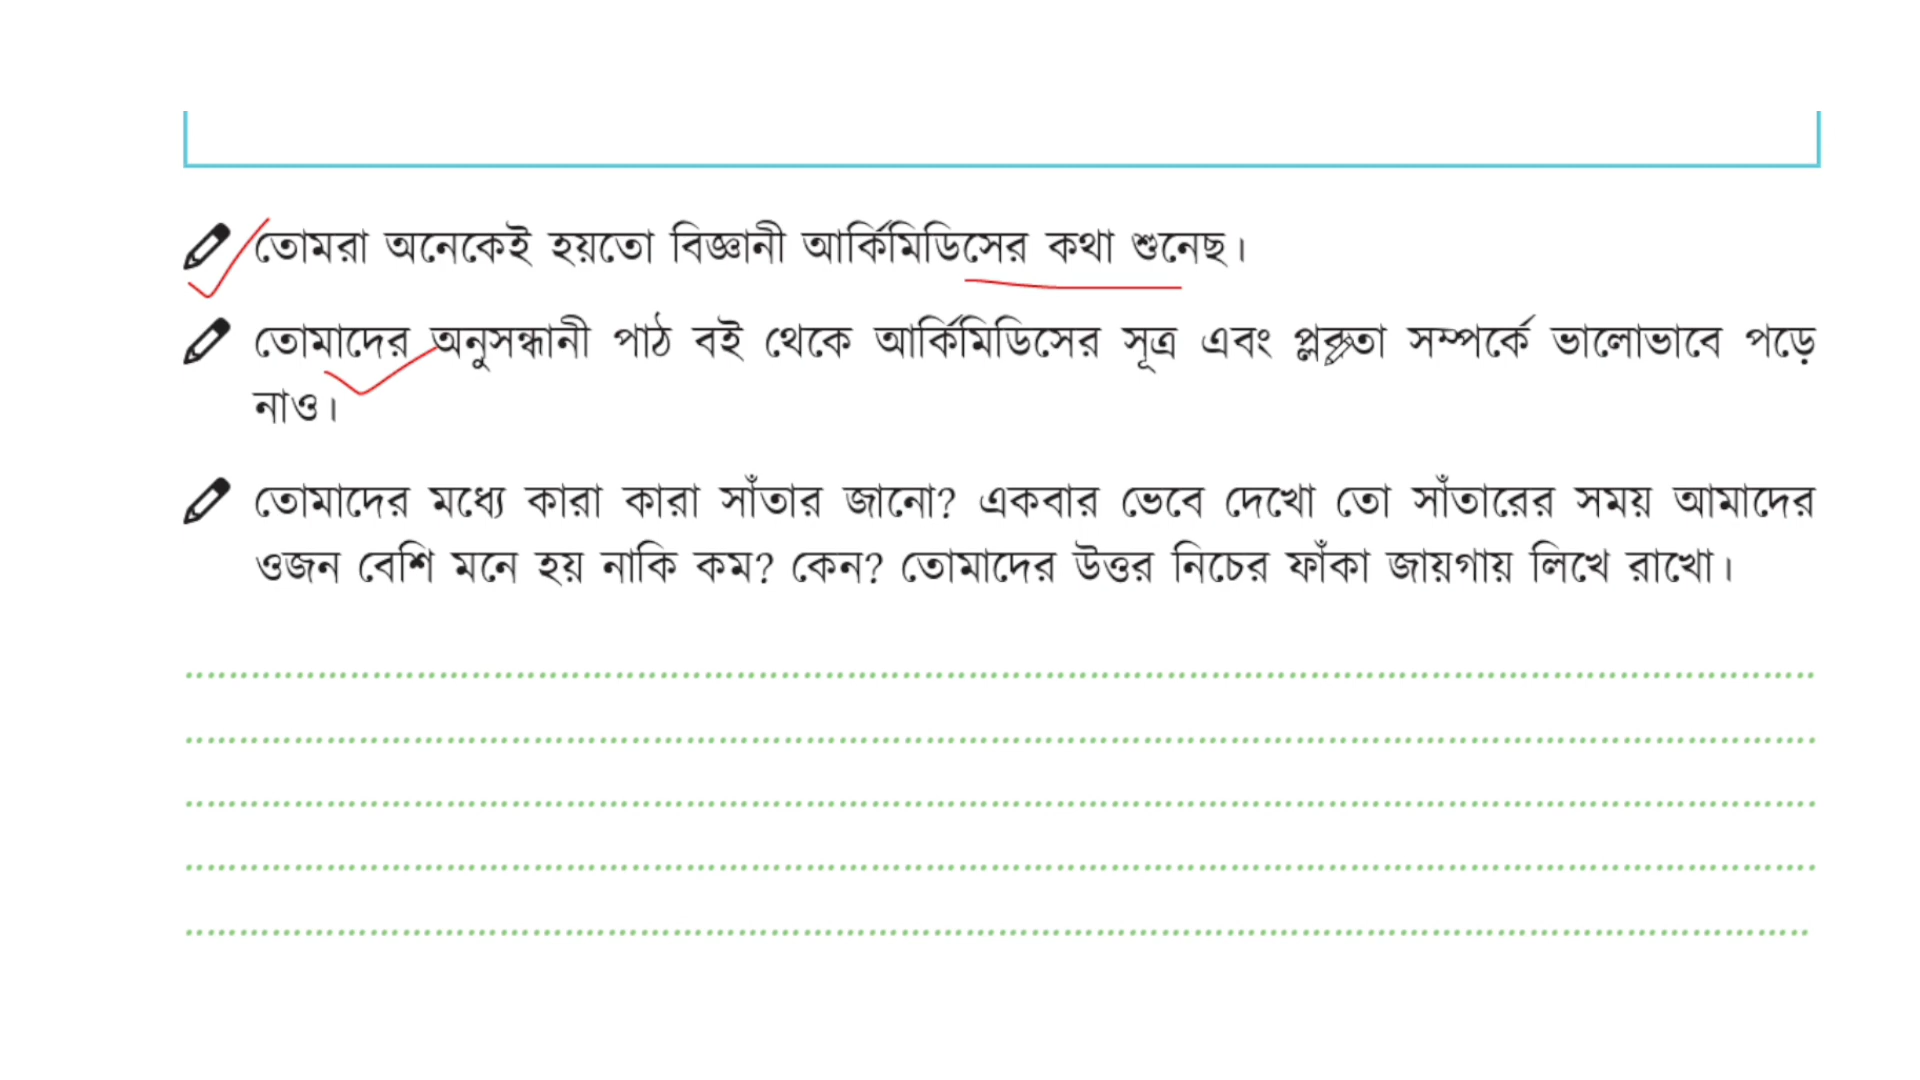 তোমরা অনেকেই হয়তো বিজ্ঞানী আর্কিমিডিসের কথা শুনেছ।
তোমাদের অনুসন্ধানী পাঠ বই থেকে আর্কিমিডিসের সূত্র এবং প্লবতা সম্পর্কে ভালোভাবে পড়ে
নাও।
তোমাদের মধ্যে কারা কারা সাঁতার জানো? একবার ভেবে দেখো তো সাঁতারের সময় আমাদের
ওজন বেশি মনে হয় নাকি কম? কেন? তোমাদের উত্তর নিচের ফাঁকা জায়গায় লিখে রাখো।